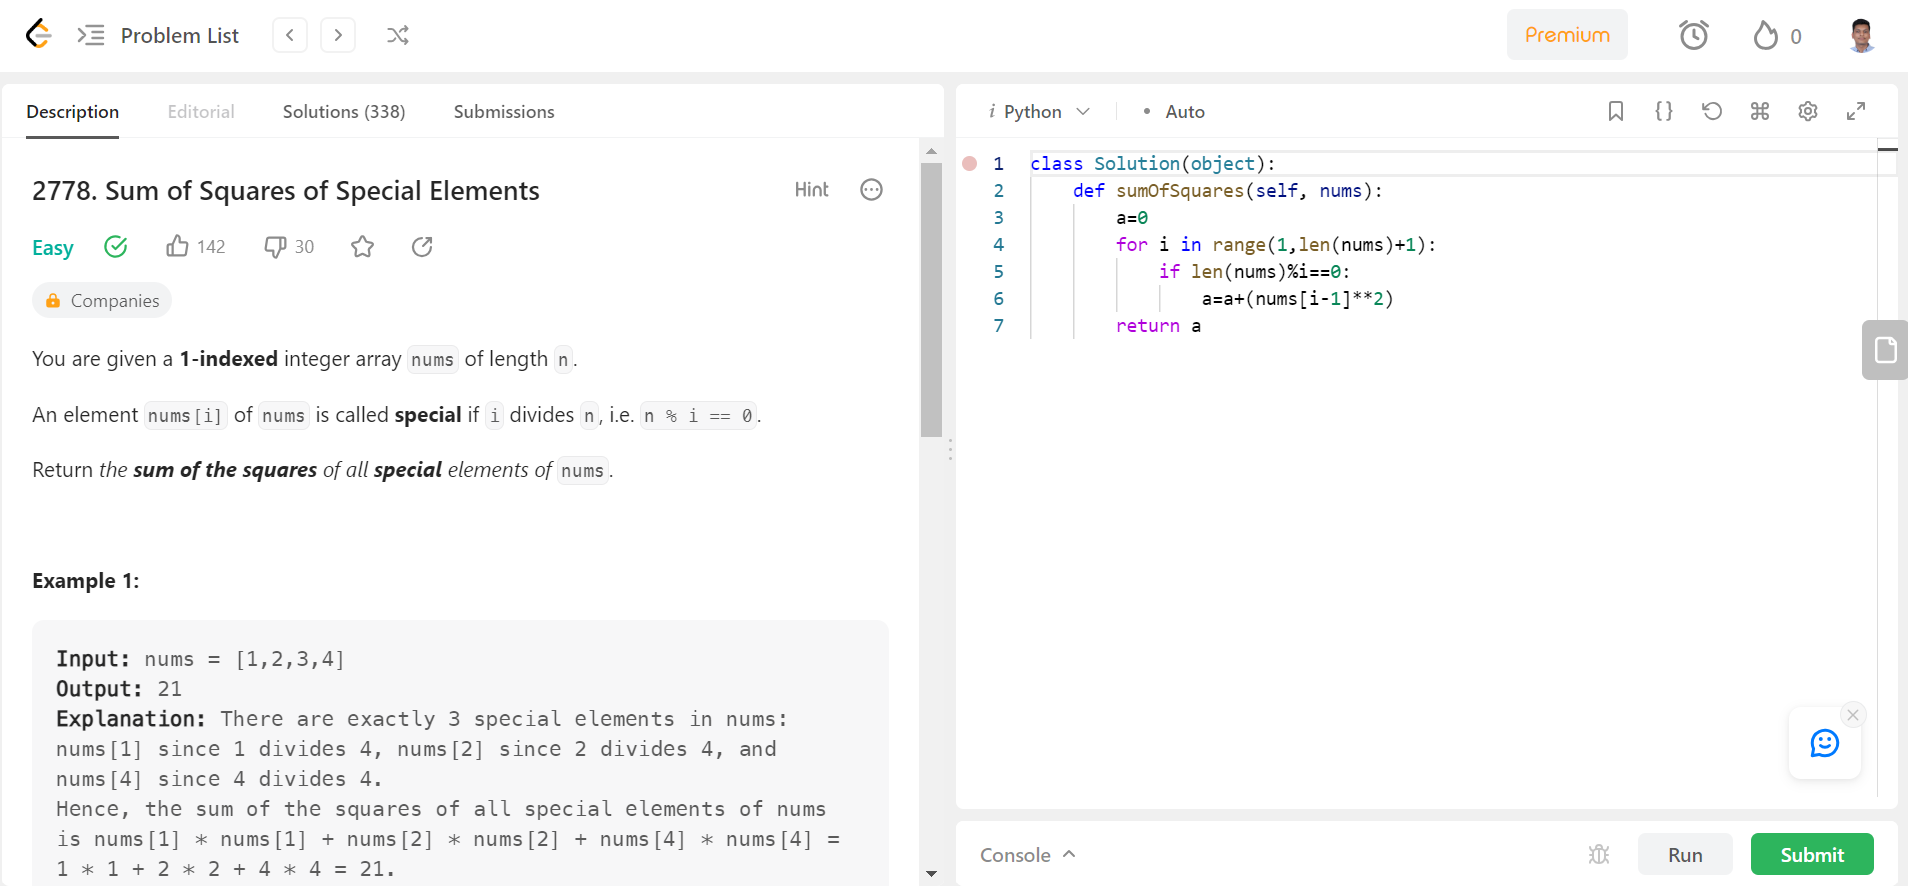 Problem List
Premium
0
Description Editorial Solutions (338) Submissions
2778. Sum of Squares of Special Elements
Hint
Easy 142 30
Companies
You are given a 1-indexed integer array nums of length n.
An element nums[i] of nums is called special if i divides n, i.e. n % i == 0.
Return the sum of the squares of all special elements of nums.
Example 1:
Input: nums = [1,2,3,4]
Output: 21
Explanation: There are exactly 3 special elements in nums:
nums[1] since 1 divides 4, nums[2] since 2 divides 4, and
nums[4] since 4 divides 4.
Hence, the sum of the squares of all special elements of nums
is nums[1] * nums[1] + nums[2] * nums[2] + nums[4] * nums[4] =
1 * 1 + 2 * 2 + 4 * 4 = 21.
i Python • Auto
1 class Solution(object):
2 def sumOfSquares(self, nums):
3 a=0
4 for i in range(1,len(nums)+1):
5 if len(nums)%i==0:
6 a=a+(nums[i-1]**2)
7 return a
Console
Run
Submit